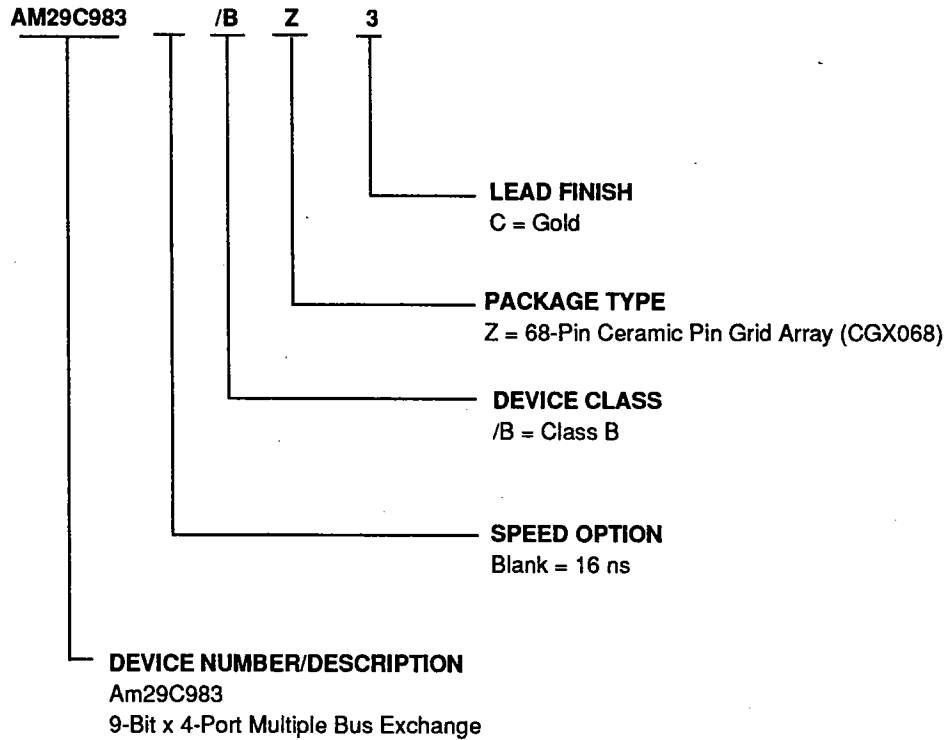 AM29C983 /B Z 3
LEAD FINISH
C = Gold
PACKAGE TYPE
Z = 68-Pin Ceramic Pin Grid Array (CGX068)
DEVICE CLASS
/B = Class B
SPEED OPTION
Blank = 16 ns
DEVICE NUMBER/DESCRIPTION
Am29C983
9-Bit x 4-Port Multiple Bus Exchange